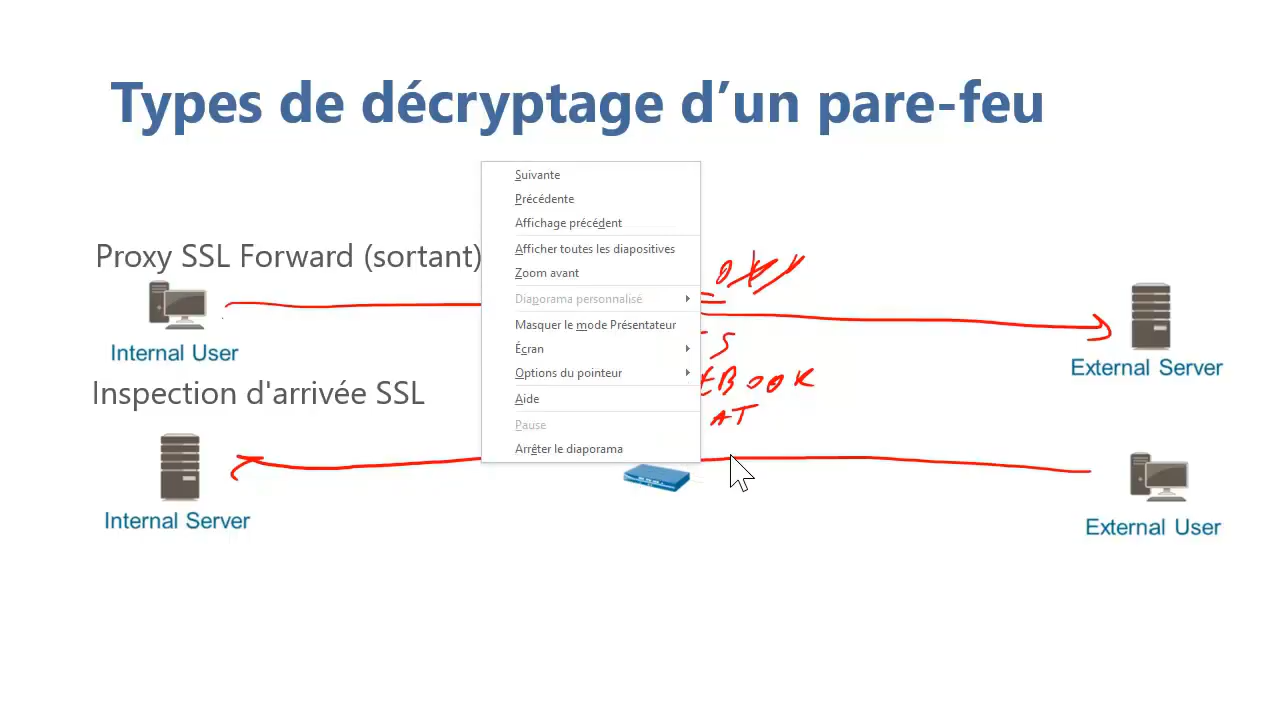 Types de décryptage d’un pare-feu
Suivante
Précédente
Affichage précédent
Afficher toutes les diapositives
Zoom avant
Diaporama personnalisé
Masquer le mode Présentateur
Écran
Options du pointeur
Aide
Pause
Arrêter le diaporama
Proxy SSL Forward (sortant)
Internal User
External Server
S
EBOOK
AT
Inspection d'arrivée SSL
Internal Server
External User